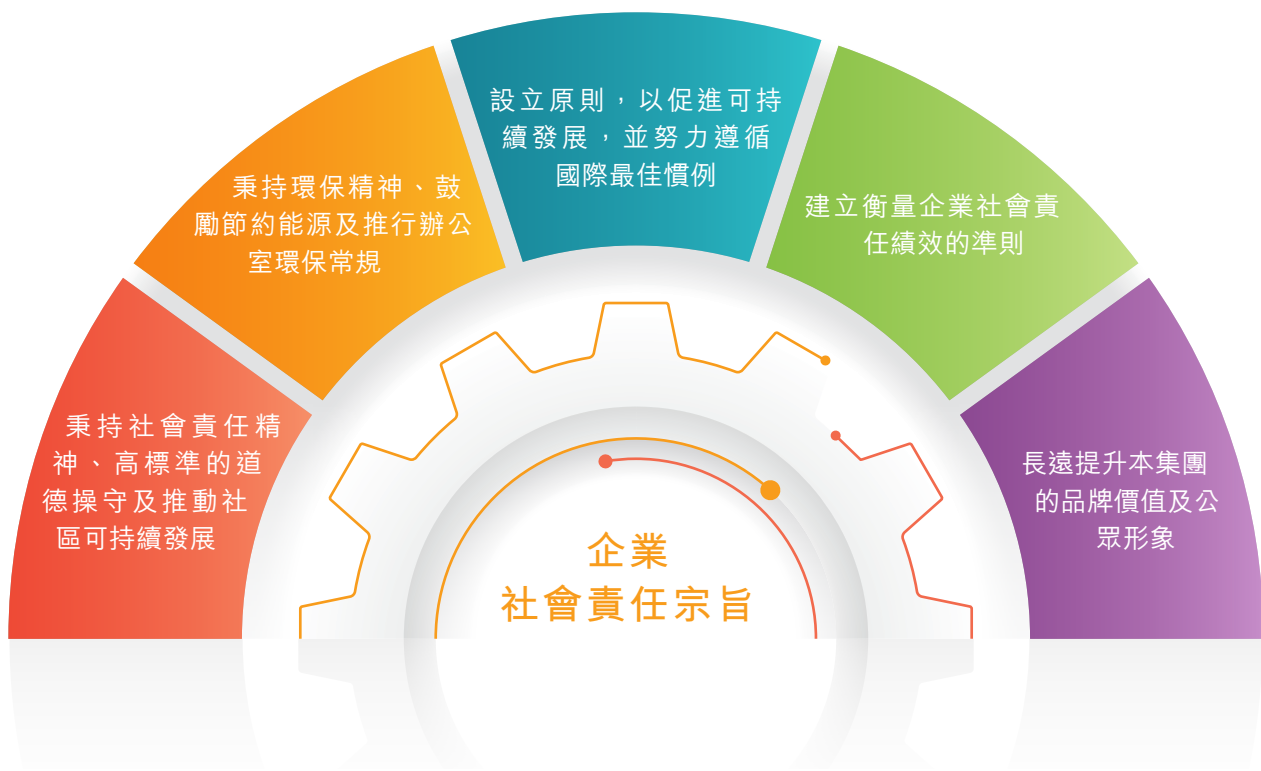 秉持社會責任精
神、高標準的道
德操守及推動社
區可持續發展
秉持環保精神、鼓
勵節約能源及推行辦公
室環保常規
設立原則，以促進可持
續發展，並努力遵循
國際最佳慣例
建立衡量企業社會責
任績效的準則
長遠提升本集團
的品牌價值及公
眾形象
企業
社會責任宗旨